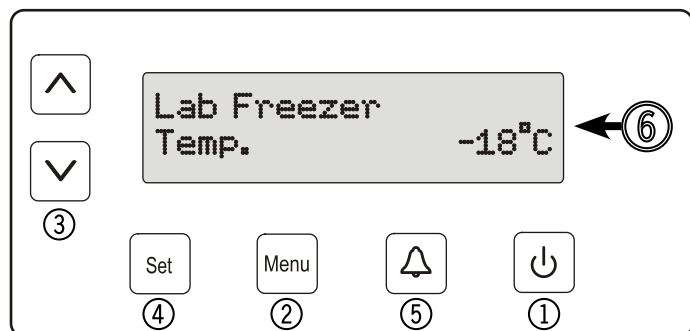 Lab Freezer
Temp. -18°C
⑥
③
Set Menu
④ ② ⑤ ①